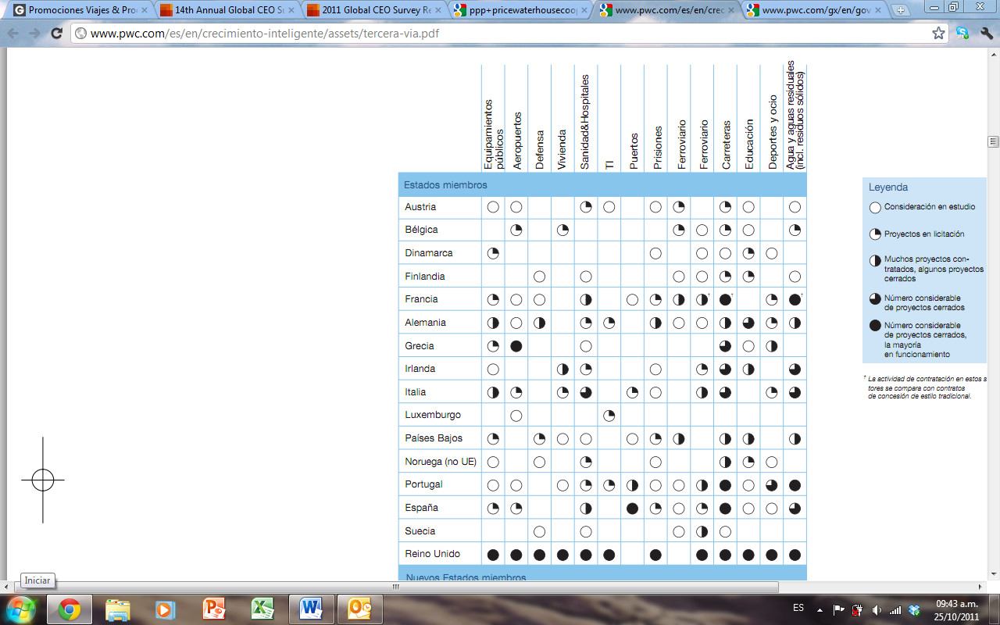 Promociones Viajes & Pro
14th Annual Global CEO Su
2011 Global CEO Survey Re
ppp+pricewaterhousecoop
www.pwc.com/es/en/crec
www.pwc.com/gx/en/gov
www.pwc.com/es/en/crecimiento-inteligente/assets/tercera-via.pdf
Equipamientos
públicos
Aeropuertos
Defensa
Vivienda
Sanidad&Hospitales
TI
Puertos
Prisiones
Ferroviario
Ferroviario
Carreteras
Educación
Deportes y ocio
Agua y aguas residuales
(incl. residuos sólidos)
Estados miembros
Austria
Bélgica
Dinamarca
Finlandia
Francia
Alemania
Grecia
Irlanda
Italia
Luxemburgo
Países Bajos
Noruega (no UE)
Portugal
España
Suecia
Reino Unido
Nuevos Estados miembros
Leyenda
Consideración en estudio
Proyectos en licitación
Muchos proyectos con-
tratados, algunos proyectos
cerrados
Número considerable
de proyectos cerrados
Número considerable
de proyectos cerrados,
la mayoría
en funcionamiento
† La actividad de contratación en estos s
tores se compara con contratos
de concesión de estilo tradicional.
Iniciar
ES
09:43 a.m.
25/10/2011